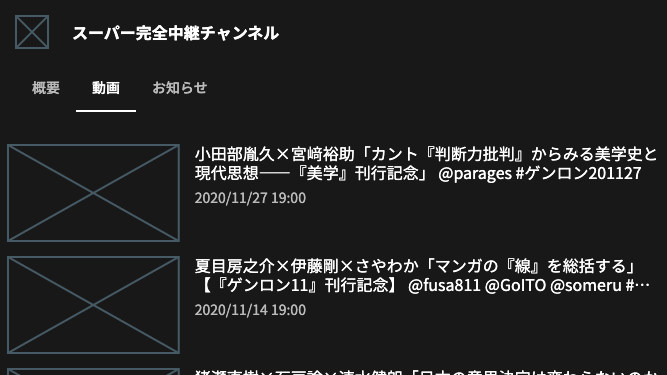 スーパー完全中継チャンネル
概要 動画 お知らせ
小田部胤久×宮﨑裕助「カント『判断力批判』からみる美学史と
現代思想——『美学』刊行記念」 @parages #ゲンロン201127
2020/11/27 19:00
夏目房之介×伊藤剛×さやわか「マンガの『線』を総括する」
【『ゲンロン11』刊行記念】 @fusa811 @GoITO @someru #…
2020/11/14 19:00